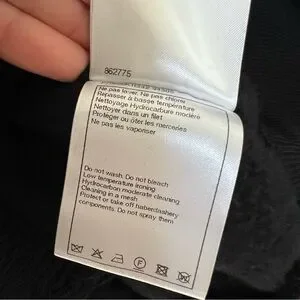 862775
Ne pas laver. Ne pas chlorer
Repasser à basse température
Nettoyage Hydrocarbure modéré
Nettoyer dans un filet
Protéger ou ôter les merceries
Ne pas les vaporiser
Do not wash. Do not bleach
Low temperature ironing
Hydrocarbon moderate cleaning
Cleaning in a mesh
Protect or take off haberdashery
components. Do not spray them
F